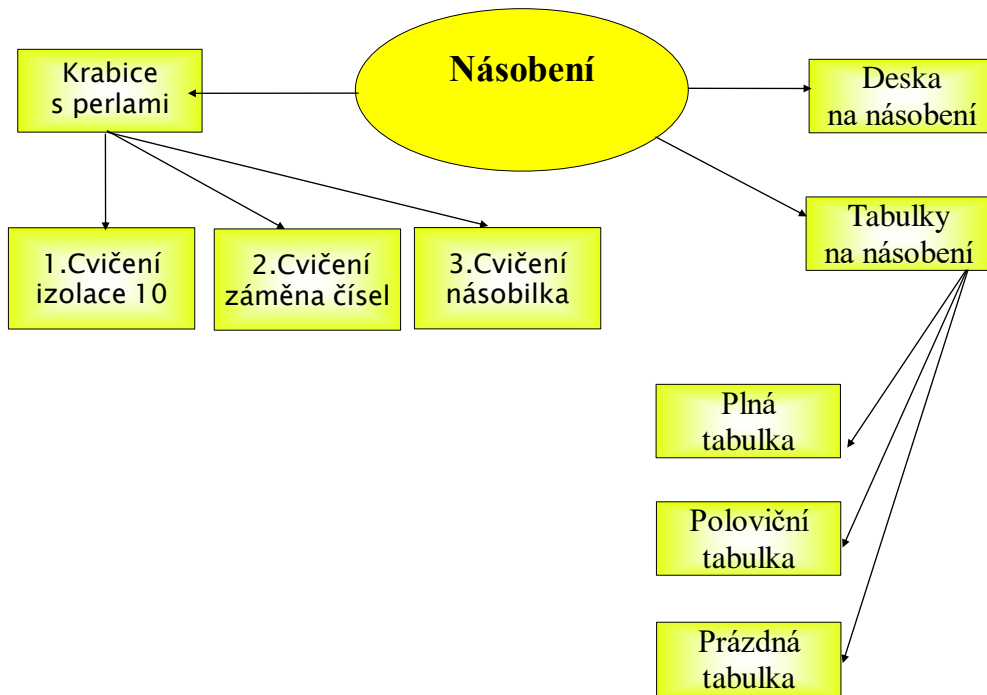 Násobení
Krabice
s perlami
Deska
na násobení
Tabulky
na násobení
1.Cvičení
izolace 10
2.Cvičení
záměna čísel
3.Cvičení
násobilka
Plná
tabulka
Poloviční
tabulka
Prázdná
tabulka